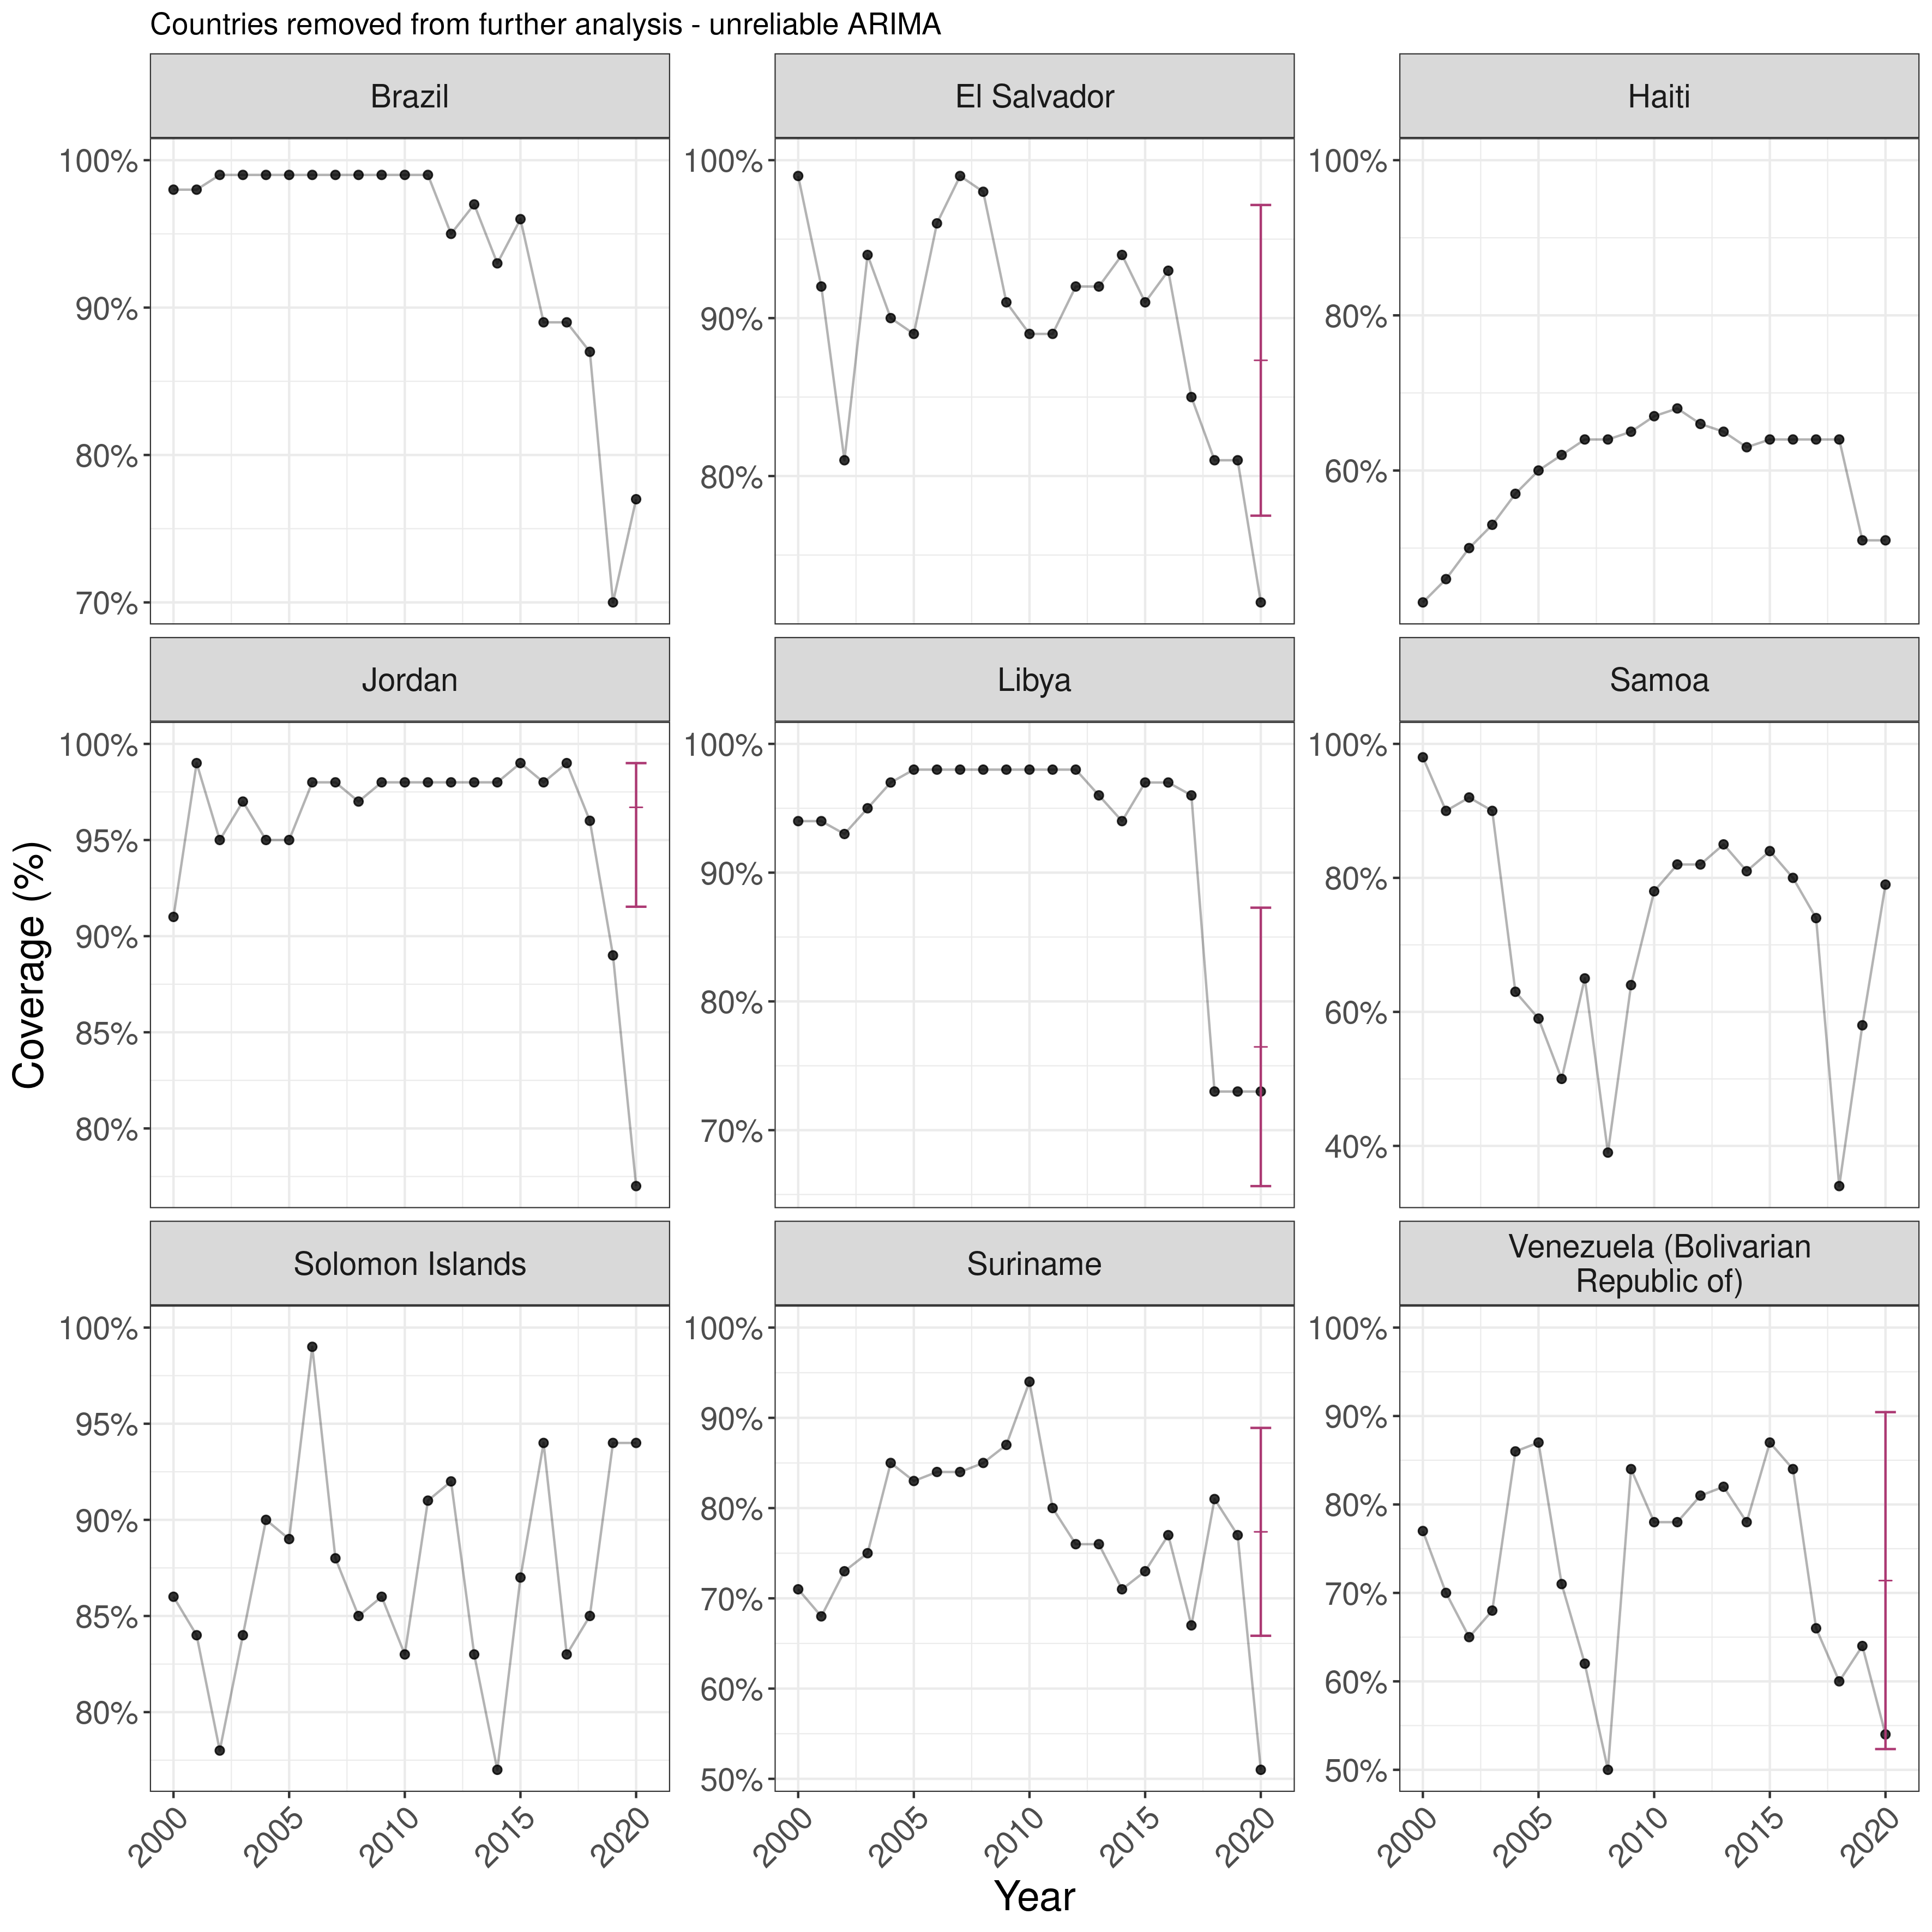 Countries removed from further analysis - unreliable ARIMA
Brazil
El Salvador
Haiti
100%
90%
80%
70%
100%
90%
80%
100%
80%
60%
Jordan
Libya
Samoa
100%
95%
90%
85%
80%
100%
90%
80%
70%
100%
80%
60%
40%
Coverage (%)
Solomon Islands
Suriname
Venezuela (Bolivarian
Republic of)
100%
95%
90%
85%
80%
100%
90%
80%
70%
60%
50%
100%
90%
80%
70%
60%
50%
2000 2005 2010 2015 2020
2000 2005 2010 2015 2020
2000 2005 2010 2015 2020
Year